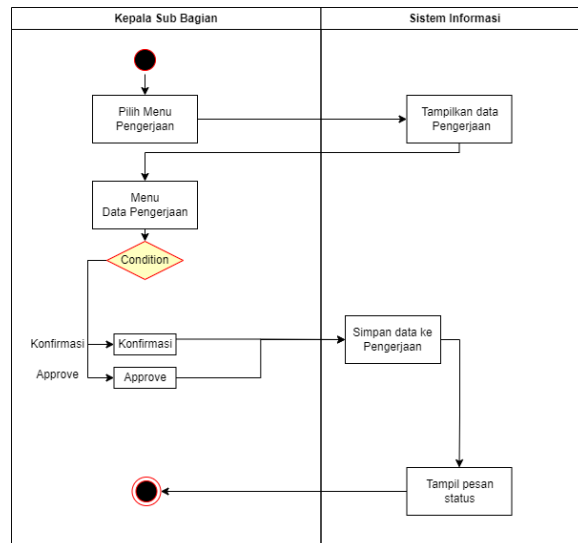 Kepala Sub Bagian
Sistem Informasi
Pilih Menu
Pengerjaan
Tampilkan data
Pengerjaan
Menu
Data Pengerjaan
Condition
Konfirmasi
Konfirmasi
Simpan data ke
Pengerjaan
Approve
Approve
Tampil pesan
status